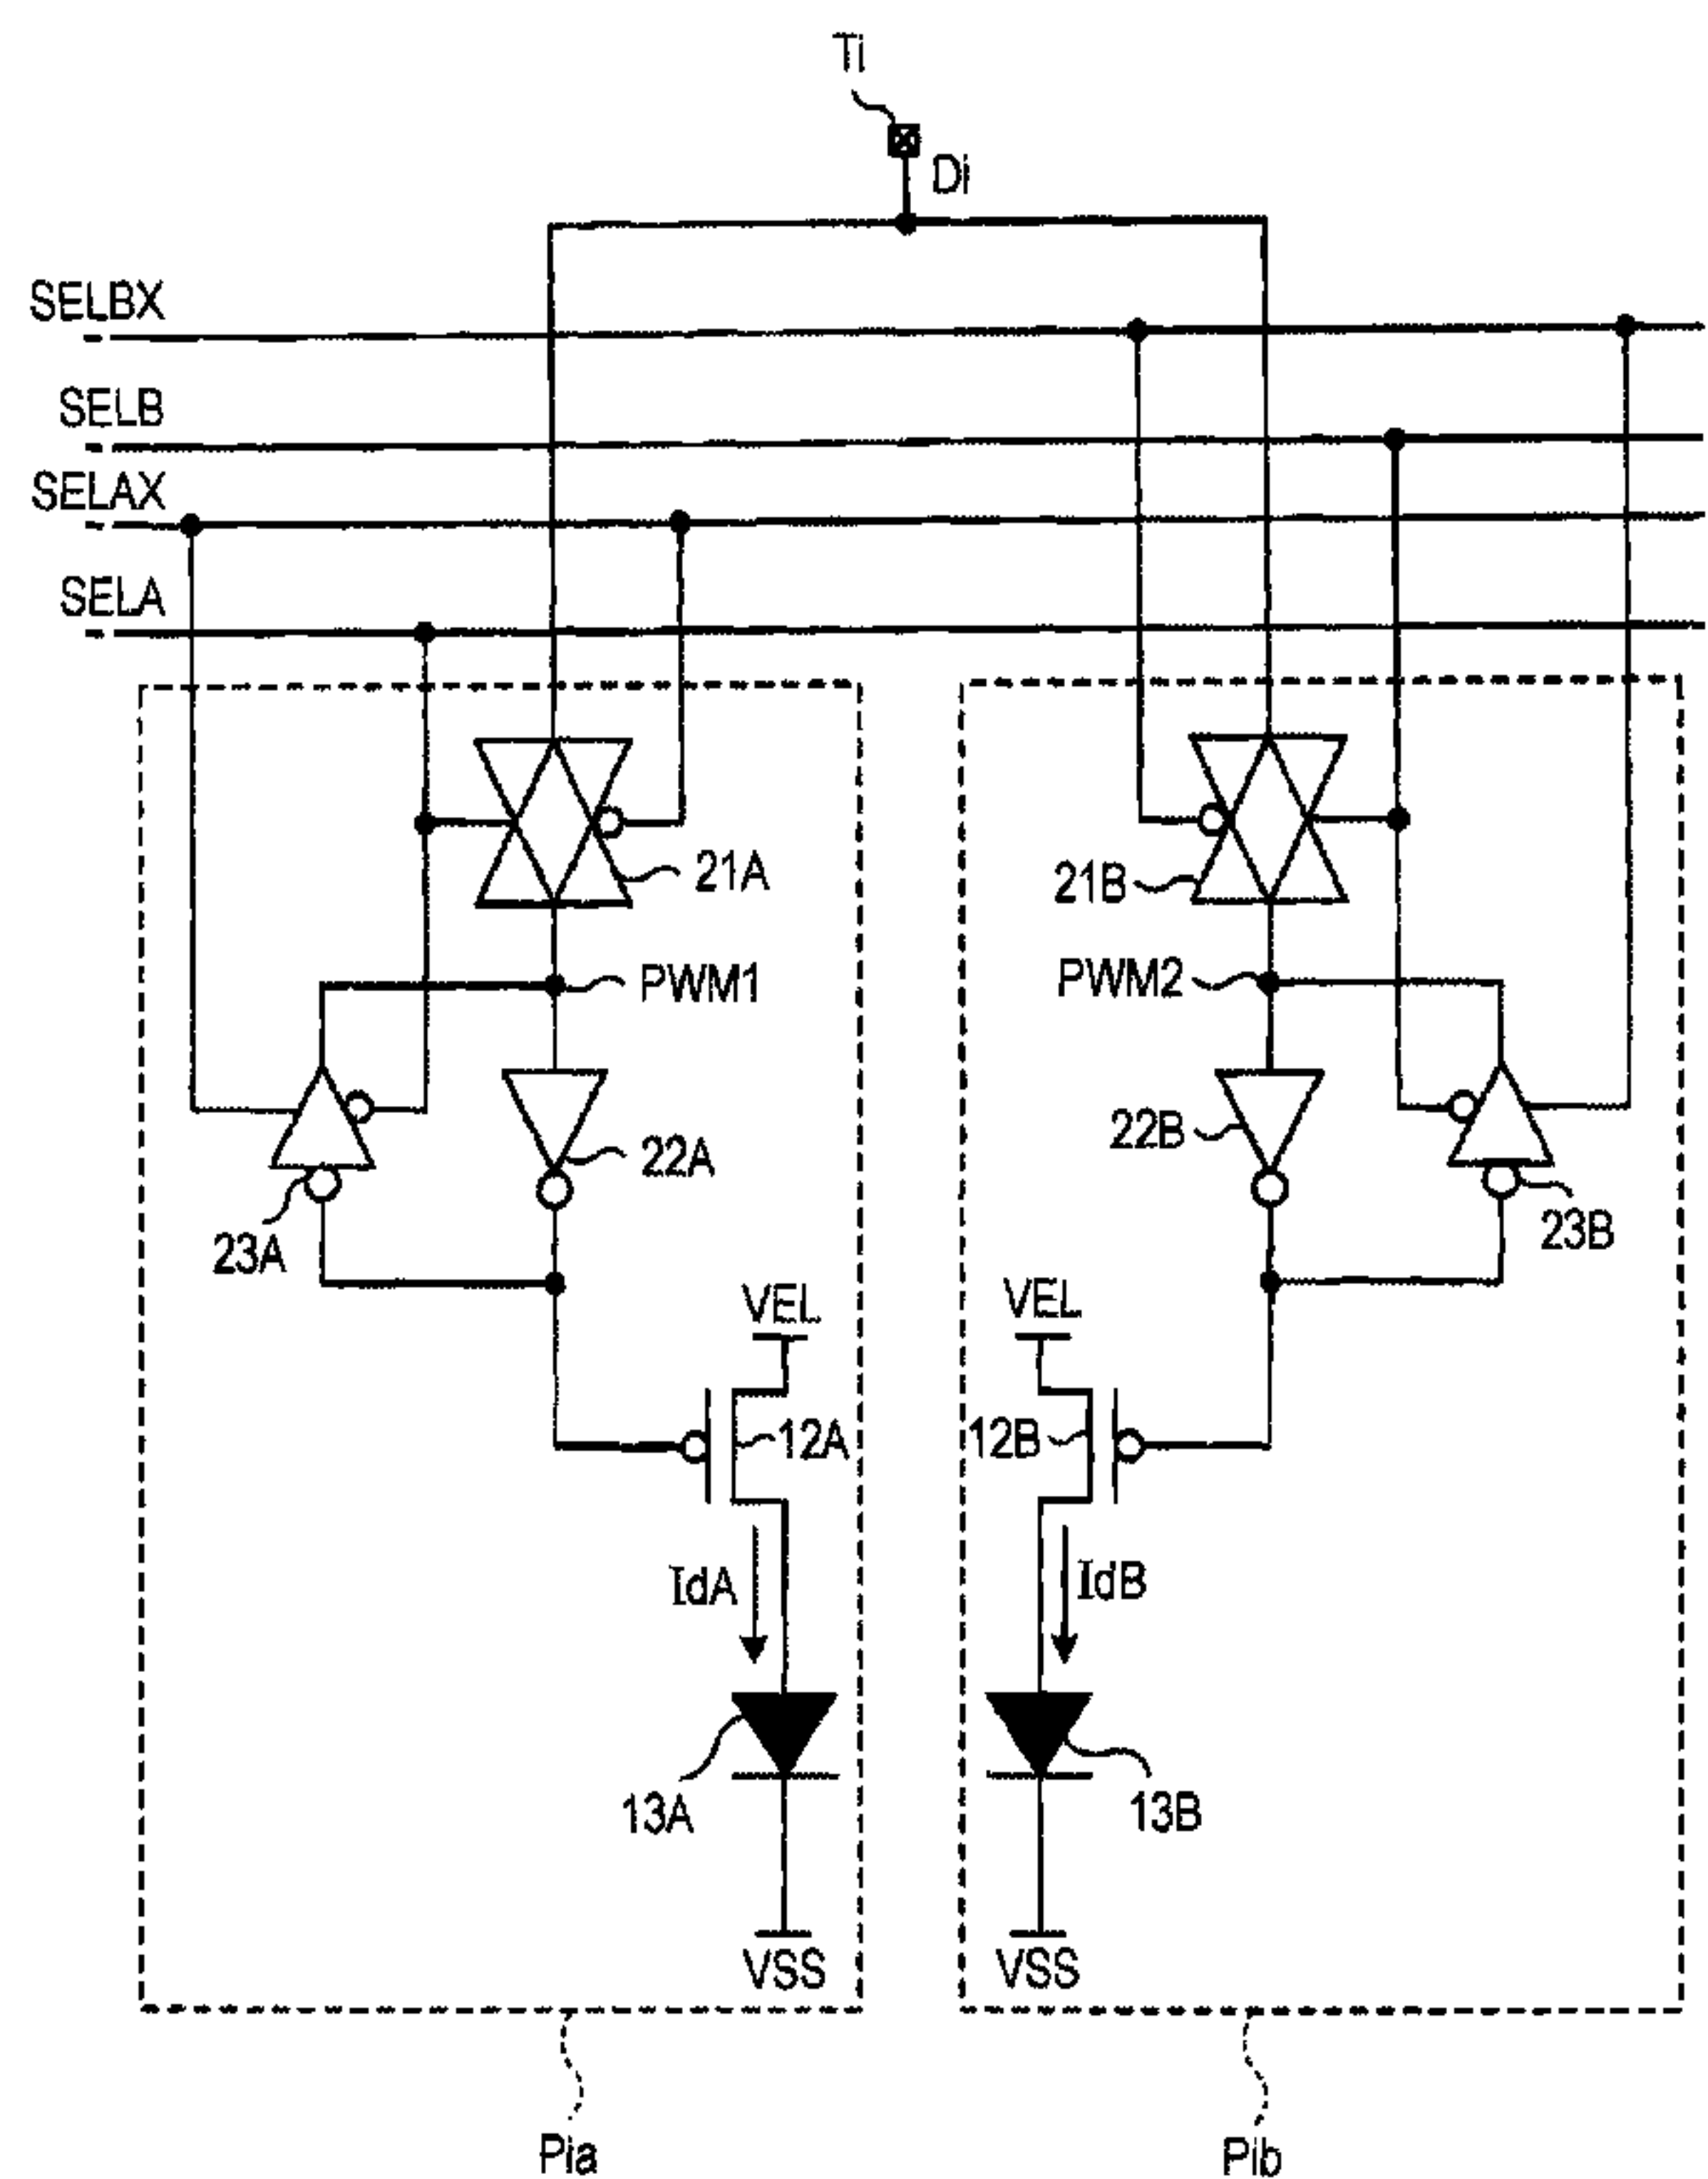 Ti
Di
SELBX
SELB
SELAX
SELA
21A
21B
PWM1
PWM2
22A
22B
23A
23B
VEL
VEL
12A
12B
IdA
IdB
13A
13B
VSS
VSS
Pia
Pib